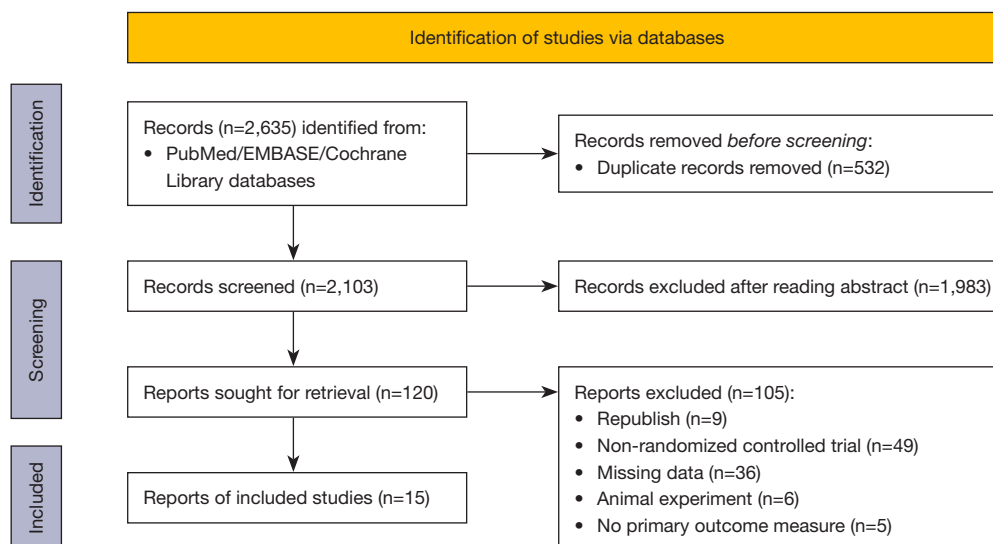 Identification of studies via databases
Identification
Records (n=2,635) identified from:
• PubMed/EMBASE/Cochrane
Library databases
Records removed before screening:
• Duplicate records removed (n=532)
Screening
Records screened (n=2,103)
Records excluded after reading abstract (n=1,983)
Reports sought for retrieval (n=120)
Reports excluded (n=105):
• Republish (n=9)
• Non-randomized controlled trial (n=49)
• Missing data (n=36)
• Animal experiment (n=6)
• No primary outcome measure (n=5)
Included
Reports of included studies (n=15)